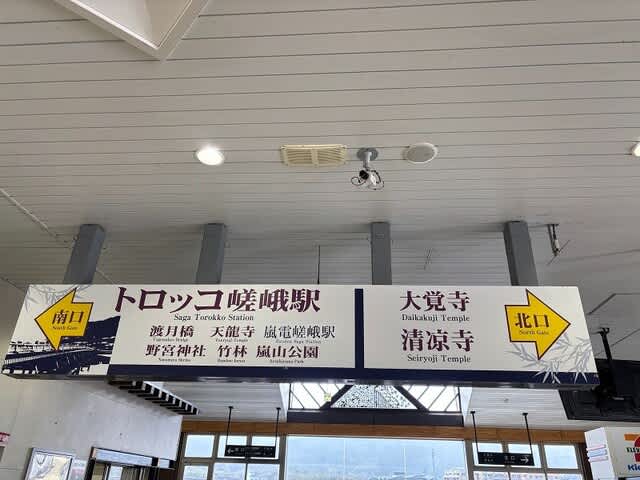 南口
North Gate
トロッコ嵯峨駅
Saga Torokko Station
渡月橋 天龍寺 嵐電嵯峨駅
Togetsukyo Bridge Tenryuji Temple Randen Saga Station
野宮神社 竹林 嵐山公園
Nonomiya Shrine Bamboo forest Arashiyama Park
大覚寺
Daikakuji Temple
清凉寺
Seiryoji Temple
北口
North Gate